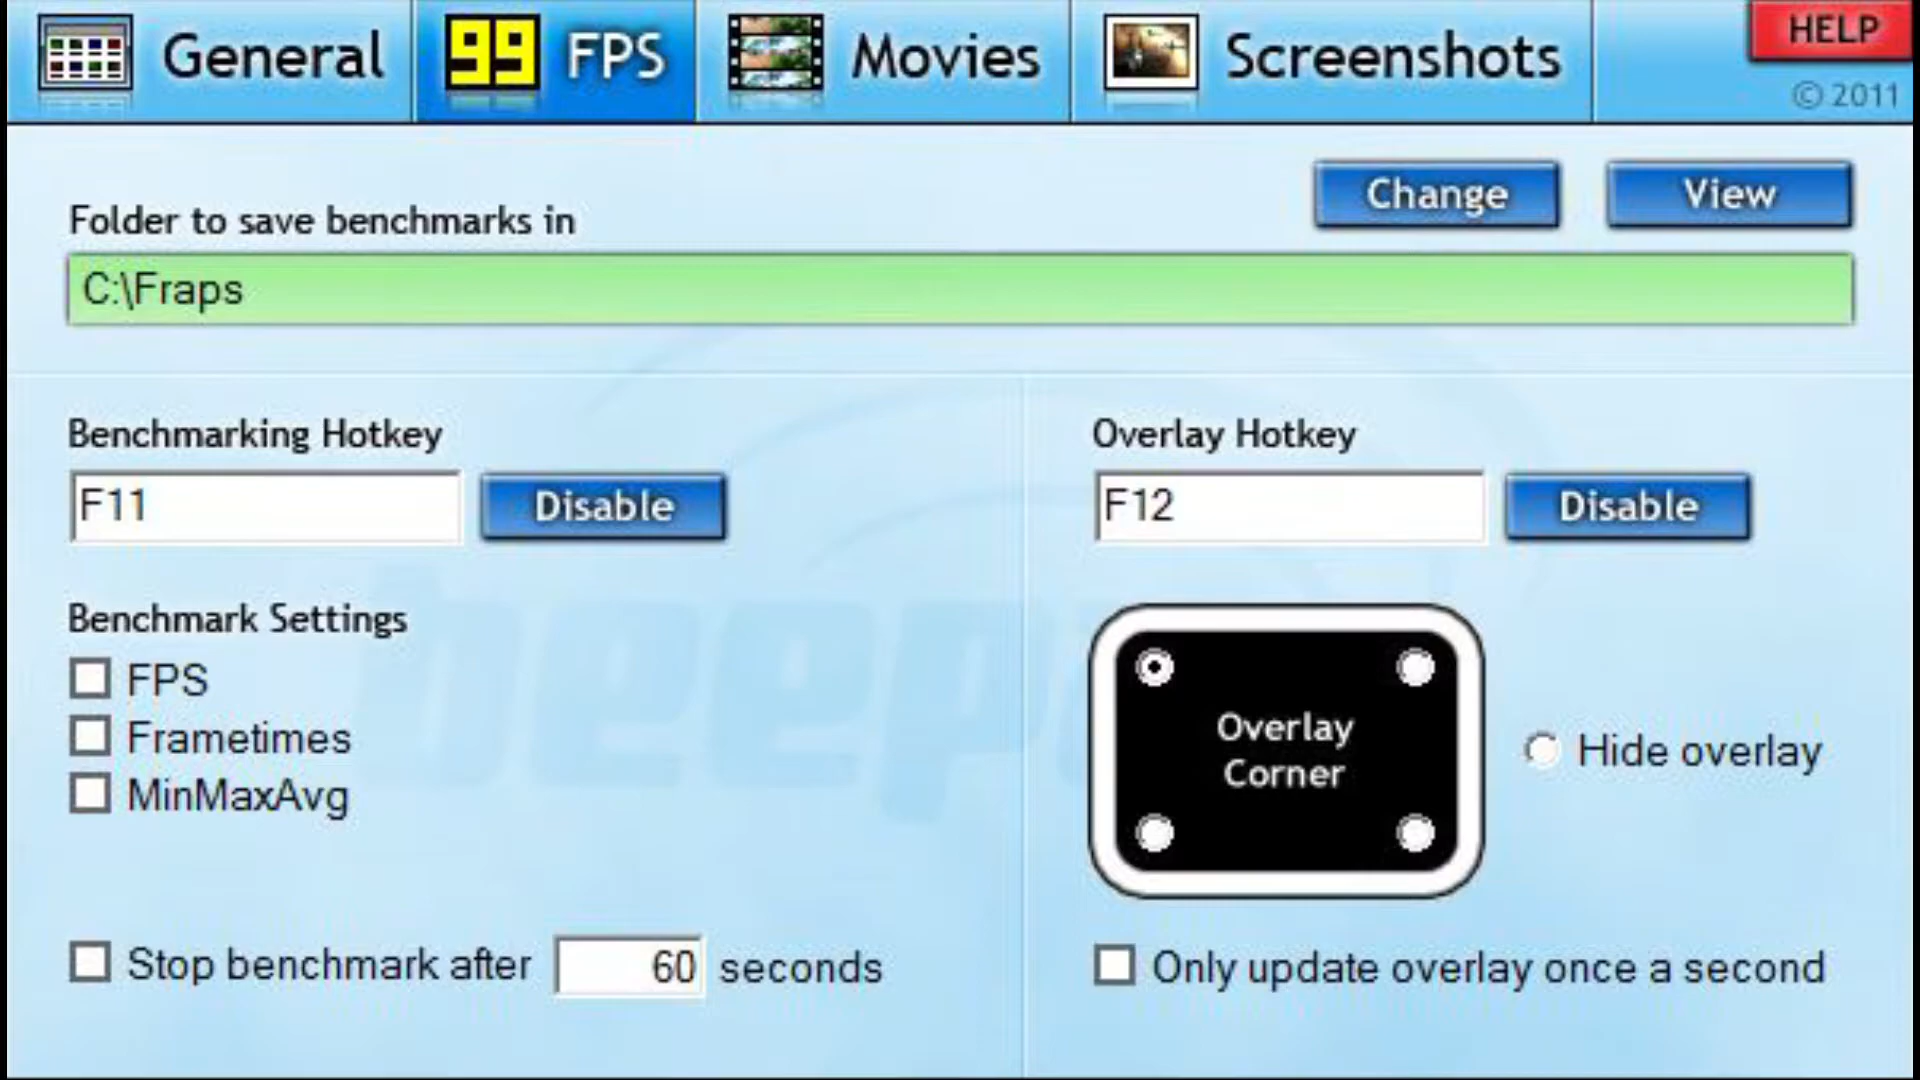 General
99 FPS
Movies
Screenshots
HELP
© 2011
Change
View
Folder to save benchmarks in
C:\Fraps
Benchmarking Hotkey
F11
Disable
Benchmark Settings
FPS
Frametimes
MinMaxAvg
Stop benchmark after 60 seconds
Overlay Hotkey
F12
Disable
Overlay
Corner
Hide overlay
Only update overlay once a second